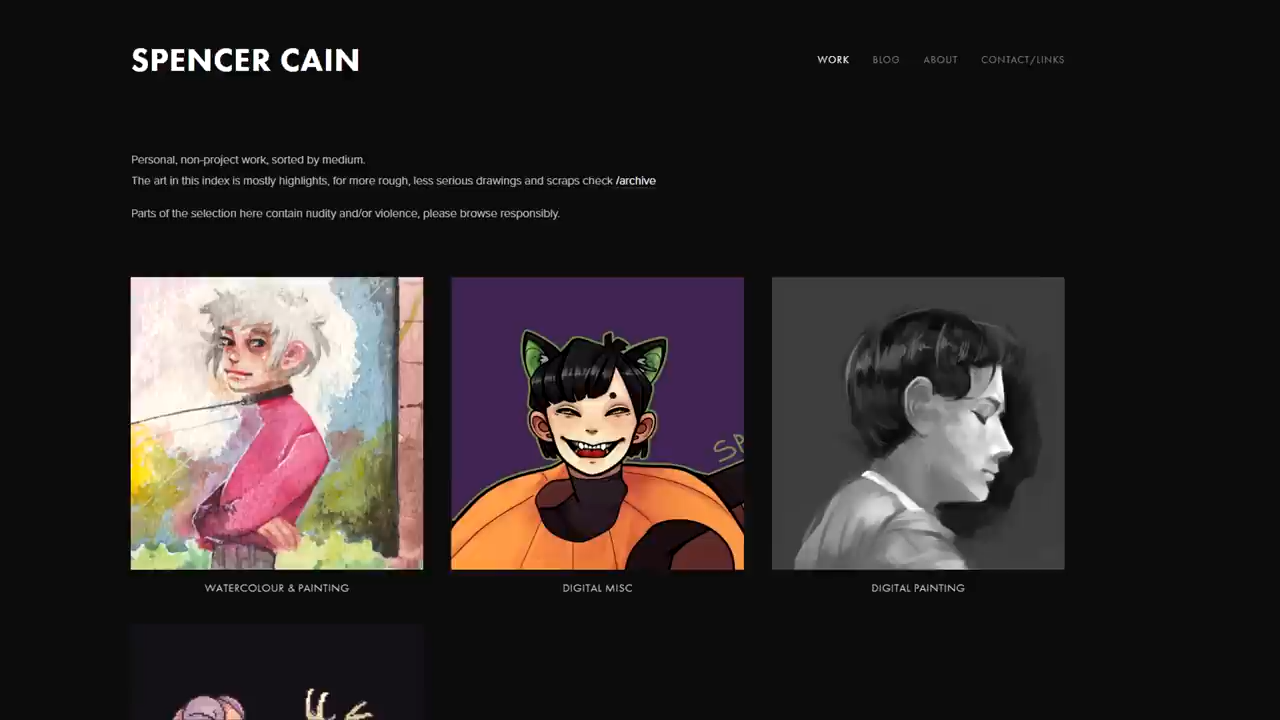 SPENCER CAIN
WORK BLOG ABOUT CONTACT/LINKS
Personal, non-project work, sorted by medium.
The art in this index is mostly highlights, for more rough, less serious drawings and scraps check /archive
Parts of the selection here contain nudity and/or violence, please browse responsibly.
SP
WATERCOLOUR & PAINTING
DIGITAL MISC
DIGITAL PAINTING